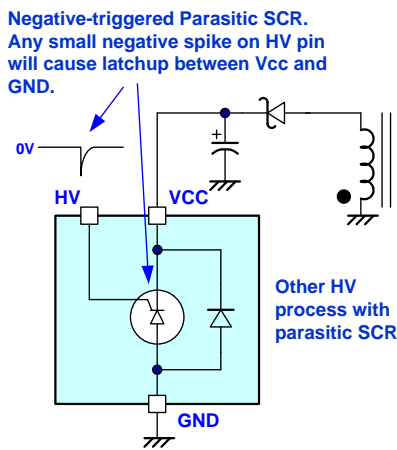 Negative-triggered Parasitic SCR.
Any small negative spike on HV pin
will cause latchup between Vcc and
GND.
0V
+
HV
VCC
Other HV
process with
parasitic SCR
GND